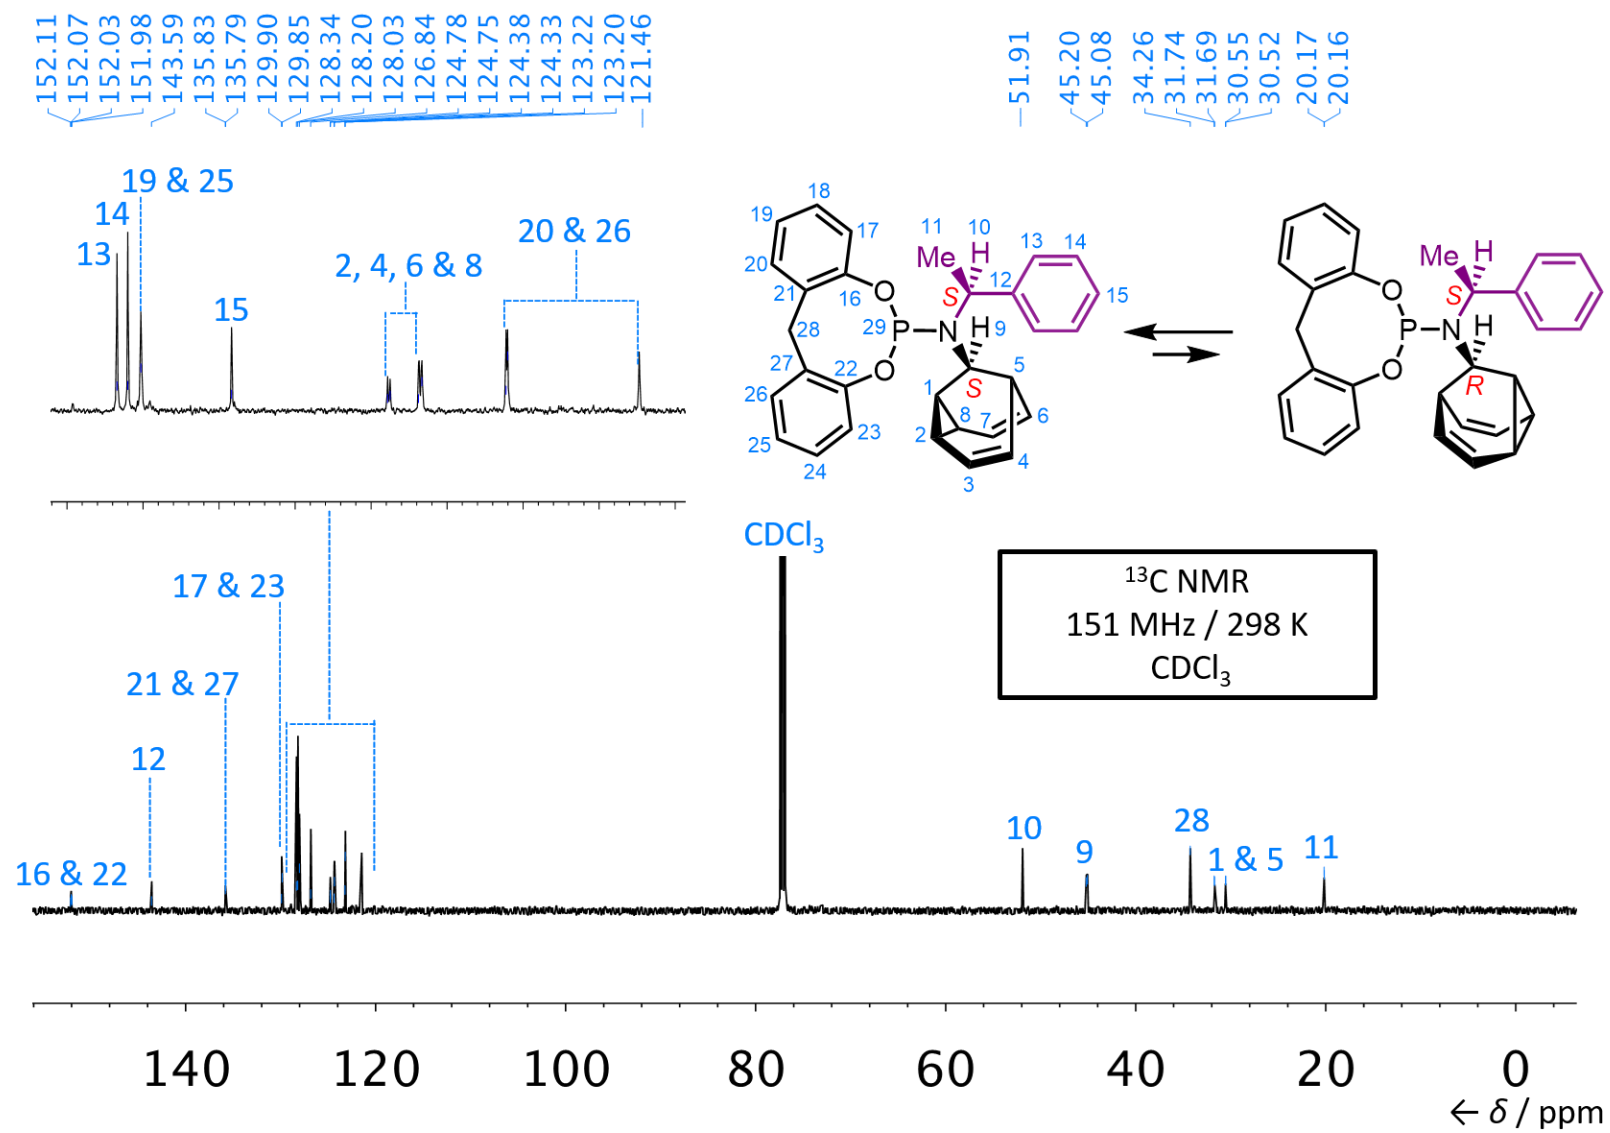 152.11
152.07
152.03
151.98
143.59
135.83
135.79
129.90
129.85
128.34
128.20
128.03
126.84
124.78
124.75
124.38
124.33
123.22
123.20
121.46
51.91
45.20
45.08
34.26
31.74
31.69
30.55
30.52
20.17
20.16
19 & 25
14
13
15
2, 4, 6 & 8
20 & 26
18
19
17
20
21
16
O
28
29
P
N
27
22
O
26
25
24
23
11
Me
10
H
13
14
12
15
S
H
9
S
5
1
8
7
6
2
4
3
O
P
N
O
Me
H
S
H
R
CDCl3
13C NMR
151 MHz / 298 K
CDCl3
17 & 23
21 & 27
12
16 & 22
10
9
28
1 & 5
11
140
120
100
80
60
40
20
0
← δ / ppm